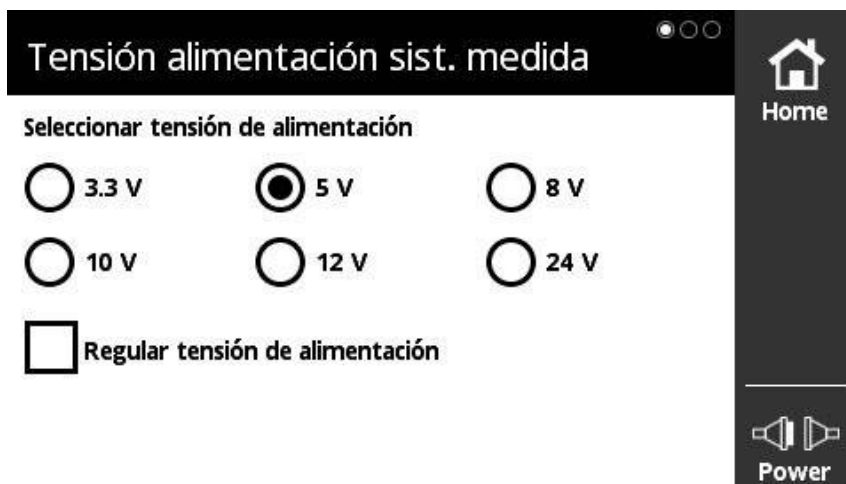 Tensión alimentación sist. medida
Home
Seleccionar tensión de alimentación
3.3 V 5 V 8 V
10 V 12 V 24 V
Regular tensión de alimentación
Power